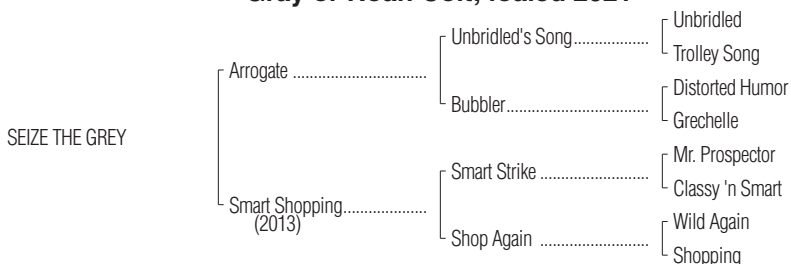 Gray or Roan Colt, foaled 2021
Unbridled
Unbridled's Song..................
Trolley Song
Arrogate ................................
Distorted Humor
Bubbler..................................
Grechelle
SEIZE THE GREY
Mr. Prospector
Smart Strike ..........................
Classy 'n Smart
Smart Shopping....................
(2013)
Wild Again
Shop Again ..........................
Shopping